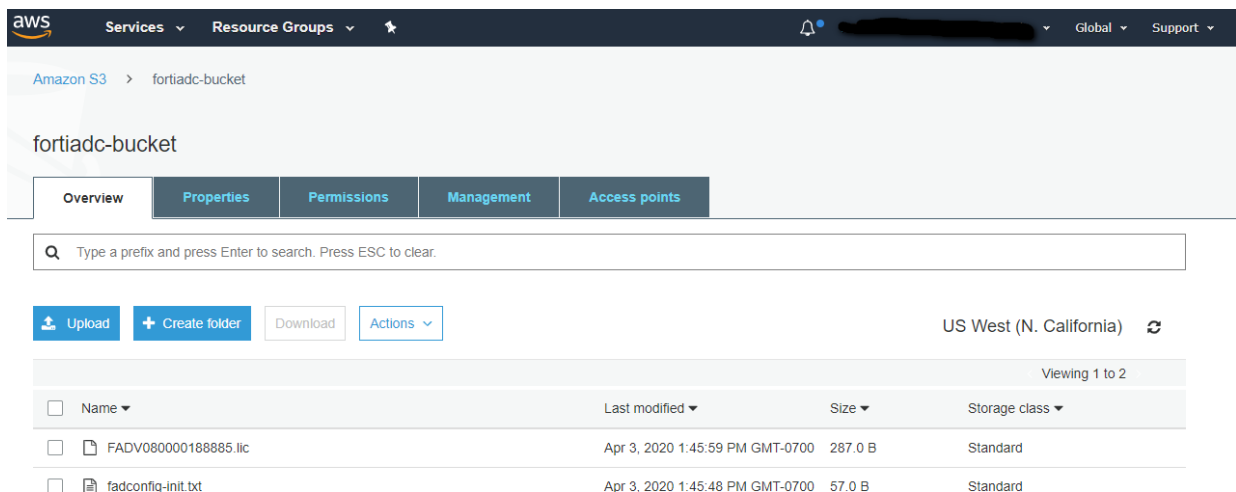 aws Services Resource Groups Global Support
Amazon S3 > fortiadc-bucket
fortiadc-bucket
Overview Properties Permissions Management Access points
Type a prefix and press Enter to search. Press ESC to clear.
Upload + Create folder Download Actions US West (N. California)
Viewing 1 to 2
Name Last modified Size Storage class
FADV080000188885.lic Apr 3, 2020 1:45:59 PM GMT-0700 287.0 B Standard
fadconfig-init.txt Apr 3, 2020 1:45:48 PM GMT-0700 57.0 B Standard